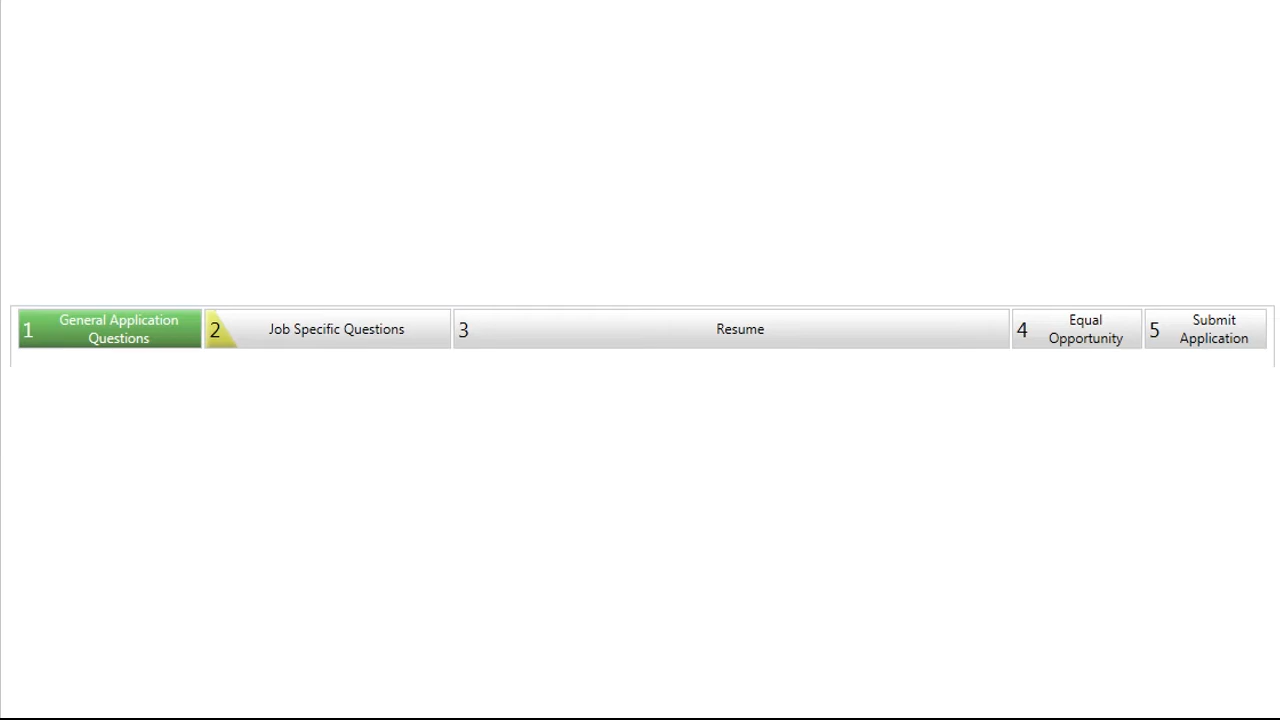 1
General Application
Questions
2
Job Specific Questions
3
Resume
4
Equal
Opportunity
5
Submit
Application